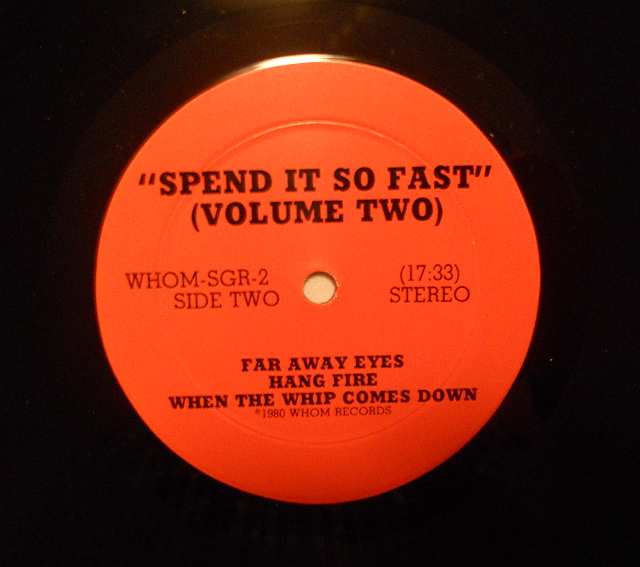 "SPEND IT SO FAST"
(VOLUME TWO)
WHOM-SGR-2
SIDE TWO
(17:33)
STEREO
FAR AWAY EYES
HANG FIRE
WHEN THE WHIP COMES DOWN
℗1980 WHOM RECORDS